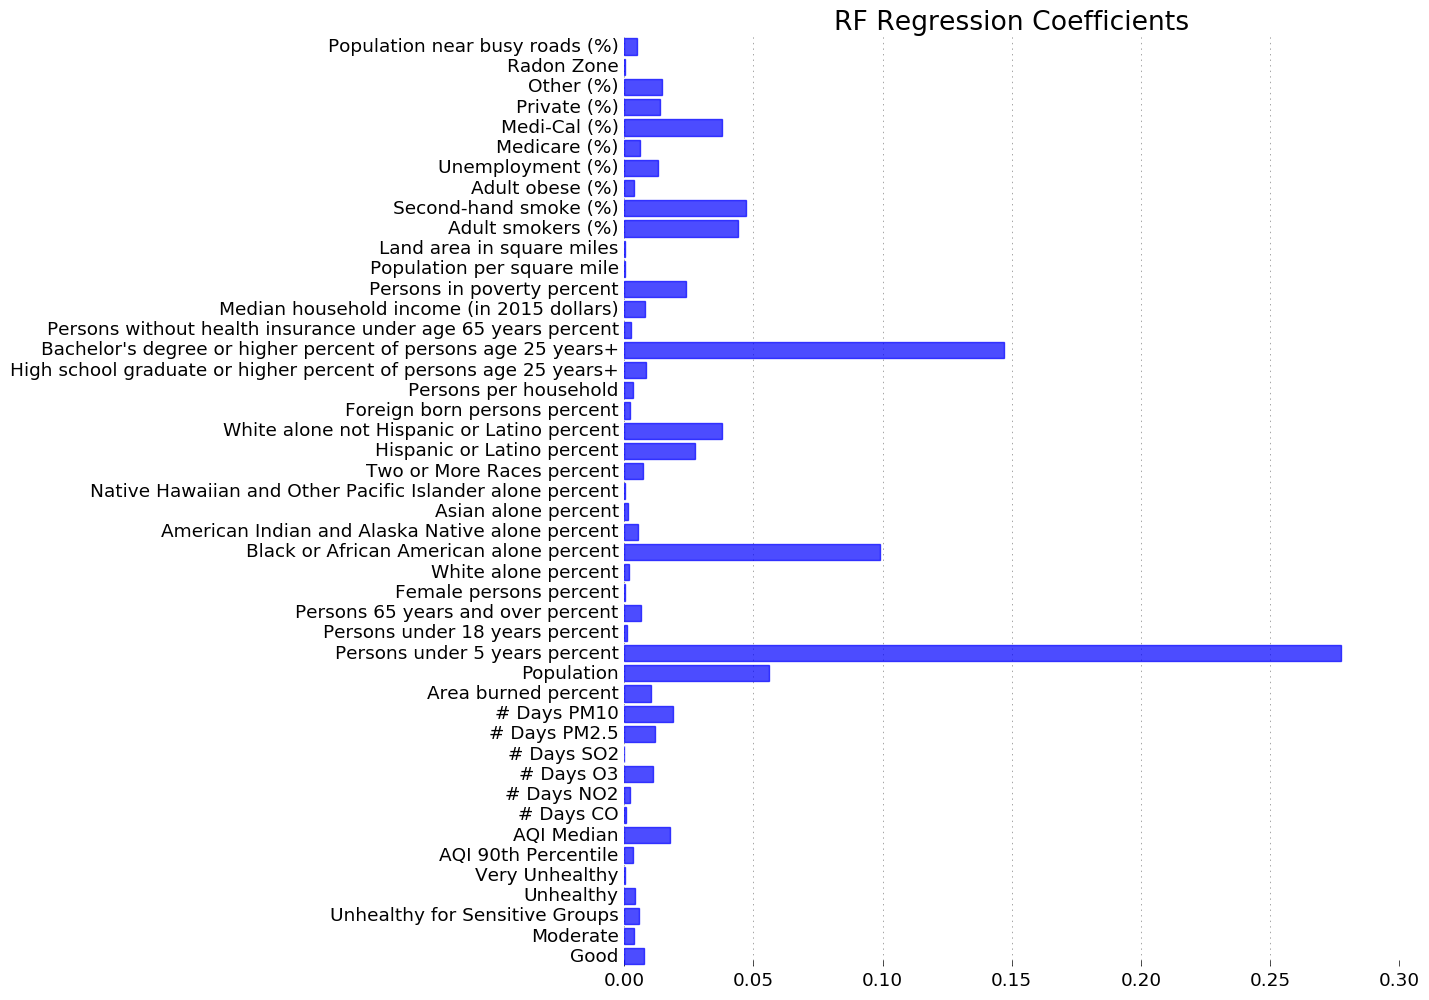 RF Regression Coefficients
Population near busy roads (%)
Radon Zone
Other (%)
Private (%)
Medi-Cal (%)
Medicare (%)
Unemployment (%)
Adult obese (%)
Second-hand smoke (%)
Adult smokers (%)
Land area in square miles
Population per square mile
Persons in poverty percent
Median household income (in 2015 dollars)
Persons without health insurance under age 65 years percent
Bachelor's degree or higher percent of persons age 25 years+
High school graduate or higher percent of persons age 25 years+
Persons per household
Foreign born persons percent
White alone not Hispanic or Latino percent
Hispanic or Latino percent
Two or More Races percent
Native Hawaiian and Other Pacific Islander alone percent
Asian alone percent
American Indian and Alaska Native alone percent
Black or African American alone percent
White alone percent
Female persons percent
Persons 65 years and over percent
Persons under 18 years percent
Persons under 5 years percent
Population
Area burned percent
# Days PM10
# Days PM2.5
# Days SO2
# Days O3
# Days NO2
# Days CO
AQI Median
AQI 90th Percentile
Very Unhealthy
Unhealthy
Unhealthy for Sensitive Groups
Moderate
Good
0.00 0.05 0.10 0.15 0.20 0.25 0.30